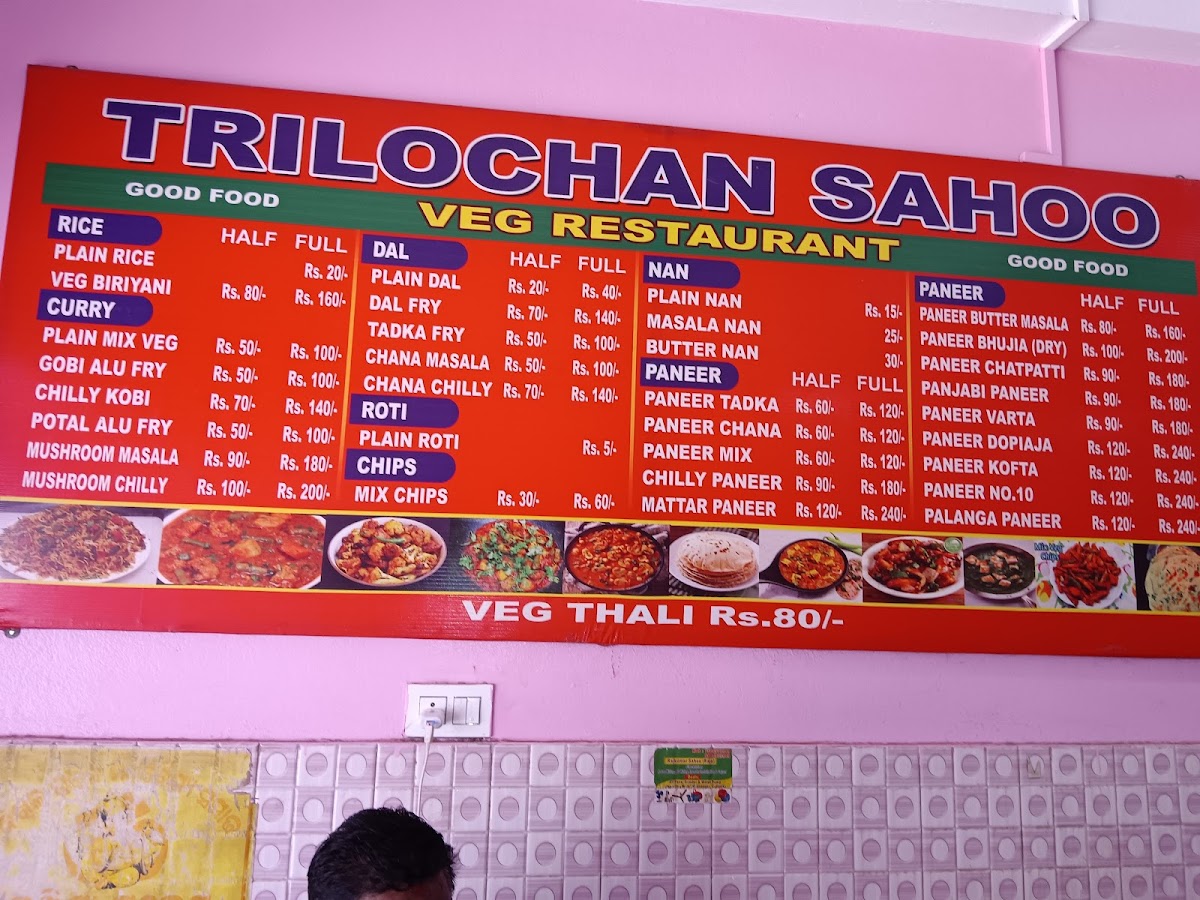 TRILOCHAN SAHOO
GOOD FOOD
VEG RESTAURANT
GOOD FOOD
RICE HALF FULL
PLAIN RICE Rs. 20/-
VEG BIRIYANI Rs. 80/- Rs. 160/-
CURRY
PLAIN MIX VEG Rs. 50/- Rs. 100/-
GOBI ALU FRY Rs. 50/- Rs. 100/-
CHILLY KOBI Rs. 70/- Rs. 140/-
POTAL ALU FRY Rs. 50/- Rs. 100/-
MUSHROOM MASALA Rs. 90/- Rs. 180/-
MUSHROOM CHILLY Rs. 100/- Rs. 200/-
DAL HALF FULL
PLAIN DAL Rs. 20/- Rs. 40/-
DAL FRY Rs. 70/- Rs. 140/-
TADKA FRY Rs. 50/- Rs. 100/-
CHANA MASALA Rs. 50/- Rs. 100/-
CHANA CHILLY Rs. 70/- Rs. 140/-
ROTI
PLAIN ROTI Rs. 5/-
CHIPS
MIX CHIPS Rs. 30/- Rs. 60/-
NAN
PLAIN NAN Rs. 15/-
MASALA NAN 25/-
BUTTER NAN 30/-
PANEER HALF FULL
PANEER TADKA Rs. 60/- Rs. 120/-
PANEER CHANA Rs. 60/- Rs. 120/-
PANEER MIX Rs. 60/- Rs. 120/-
CHILLY PANEER Rs. 90/- Rs. 180/-
MATTAR PANEER Rs. 120/- Rs. 240/-
PANEER HALF FULL
PANEER BUTTER MASALA Rs. 80/- Rs. 160/-
PANEER BHUJIA (DRY) Rs. 100/- Rs. 200/-
PANEER CHATPATTI Rs. 90/- Rs. 180/-
PANJABI PANEER Rs. 90/- Rs. 180/-
PANEER VARTA Rs. 90/- Rs. 180/-
PANEER DOPIAJA Rs. 120/- Rs. 240/-
PANEER KOFTA Rs. 120/- Rs. 240/-
PANEER NO.10 Rs. 120/- Rs. 240/-
PALANGA PANEER Rs. 120/- Rs. 240/-
Mix Veg
Chips
VEG THALI Rs.80/-